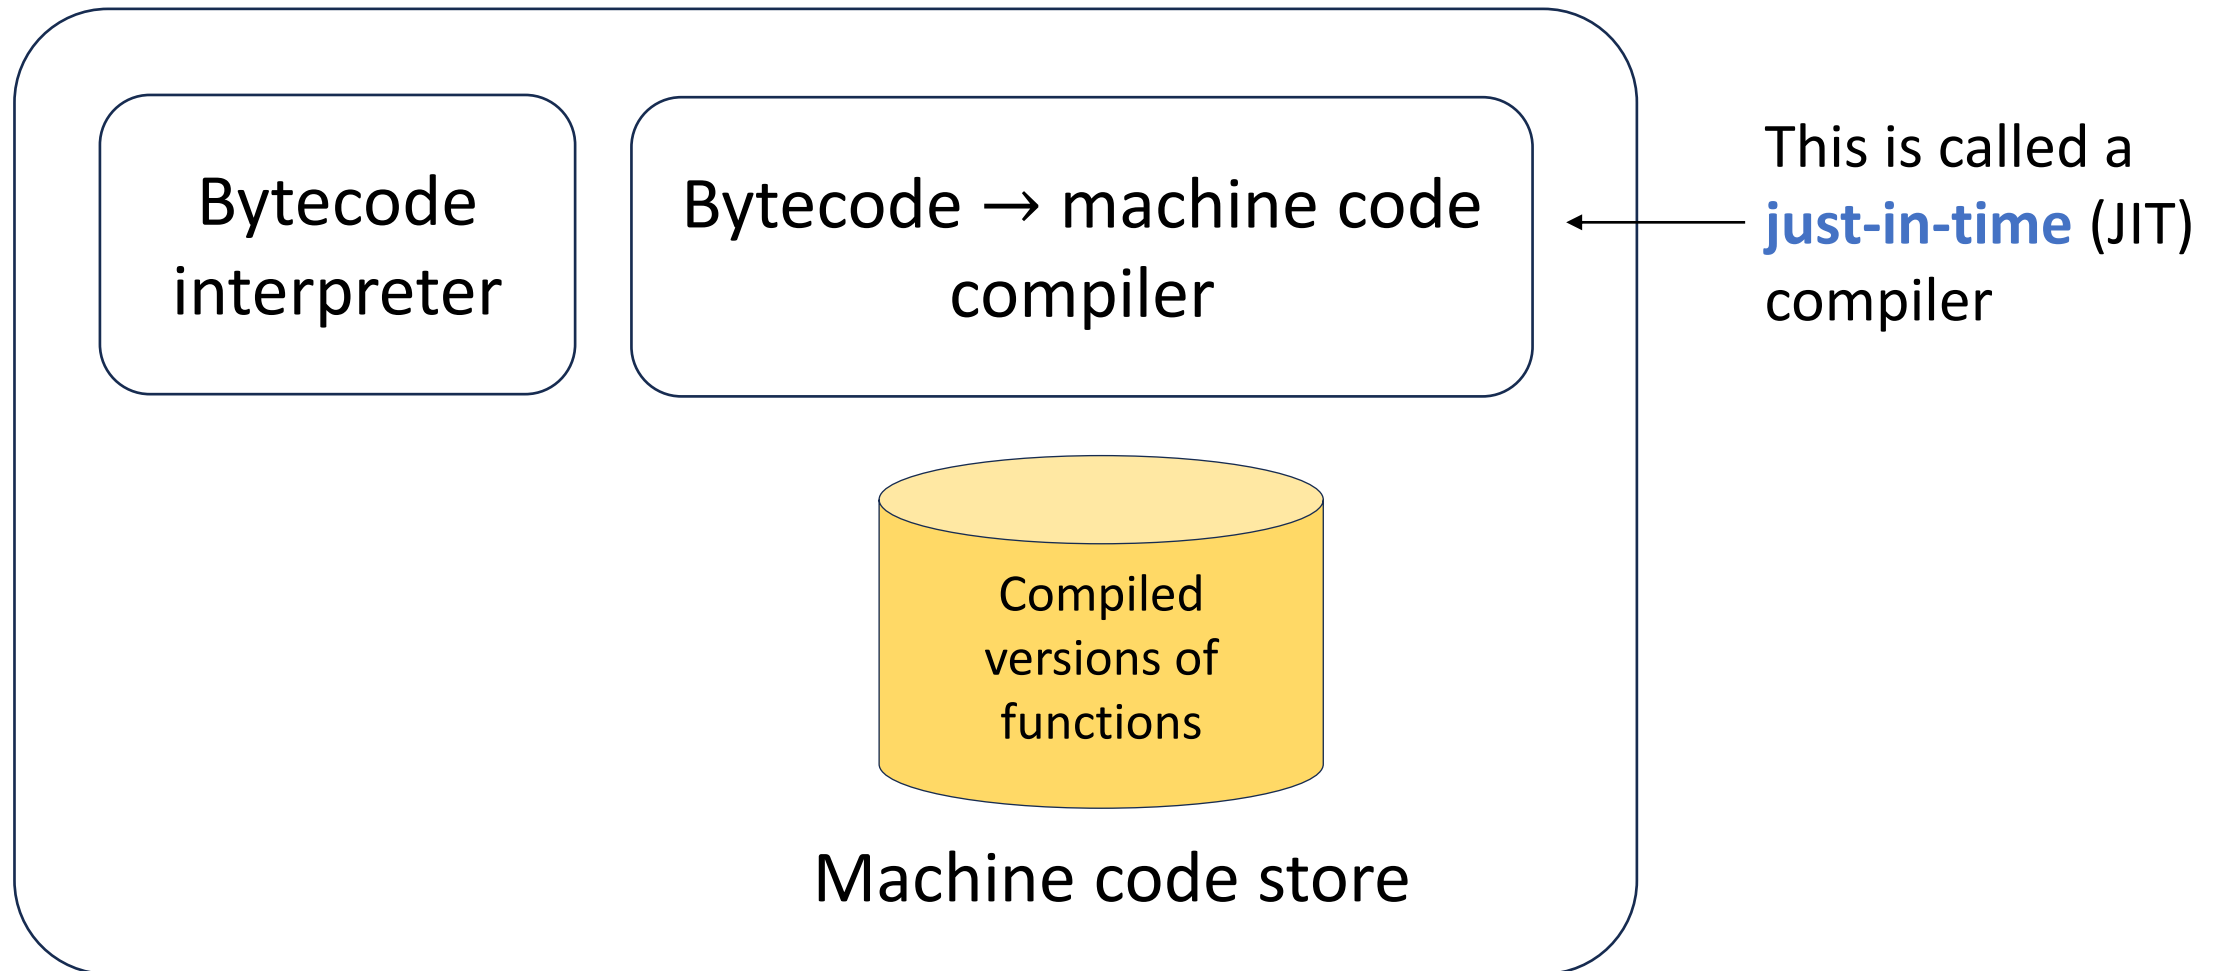 Bytecode
interpreter
Bytecode → machine code
compiler
This is called a
just-in-time (JIT)
compiler
Compiled
versions of
functions
Machine code store